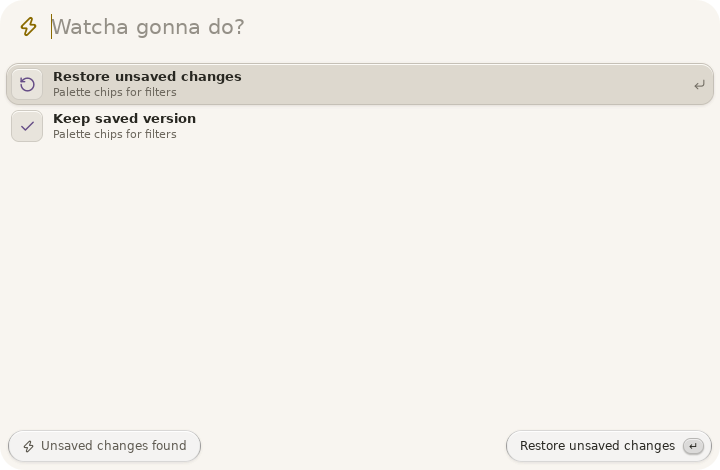 Watcha gonna do?
Restore unsaved changes
Palette chips for filters
Keep saved version
Palette chips for filters
Unsaved changes found
Restore unsaved changes